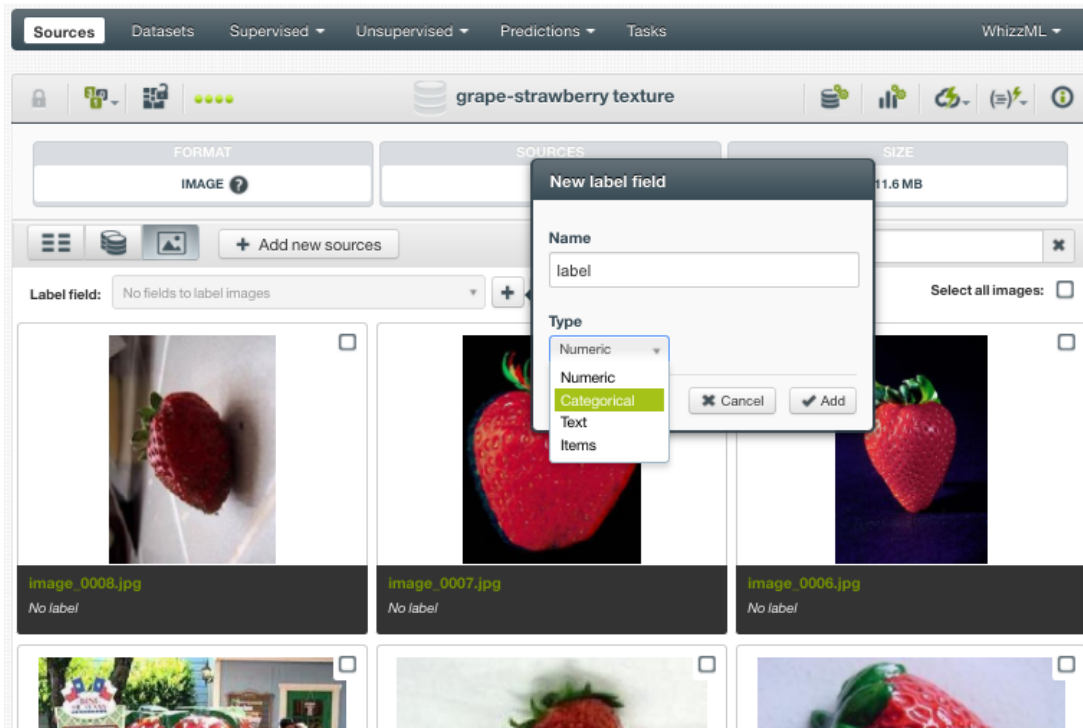 Sources Datasets Supervised Unsupervised Predictions Tasks WhizzML
grape-strawberry texture
FORMAT SOURCES SIZE
IMAGE ? 11.6 MB
New label field
Name
label
Type
Numeric
Numeric
Categorical
Text
Items
Cancel Add
+ Add new sources
Label field: No fields to label images + Select all images:
image_0008.jpg image_0007.jpg image_0006.jpg
No label No label No label